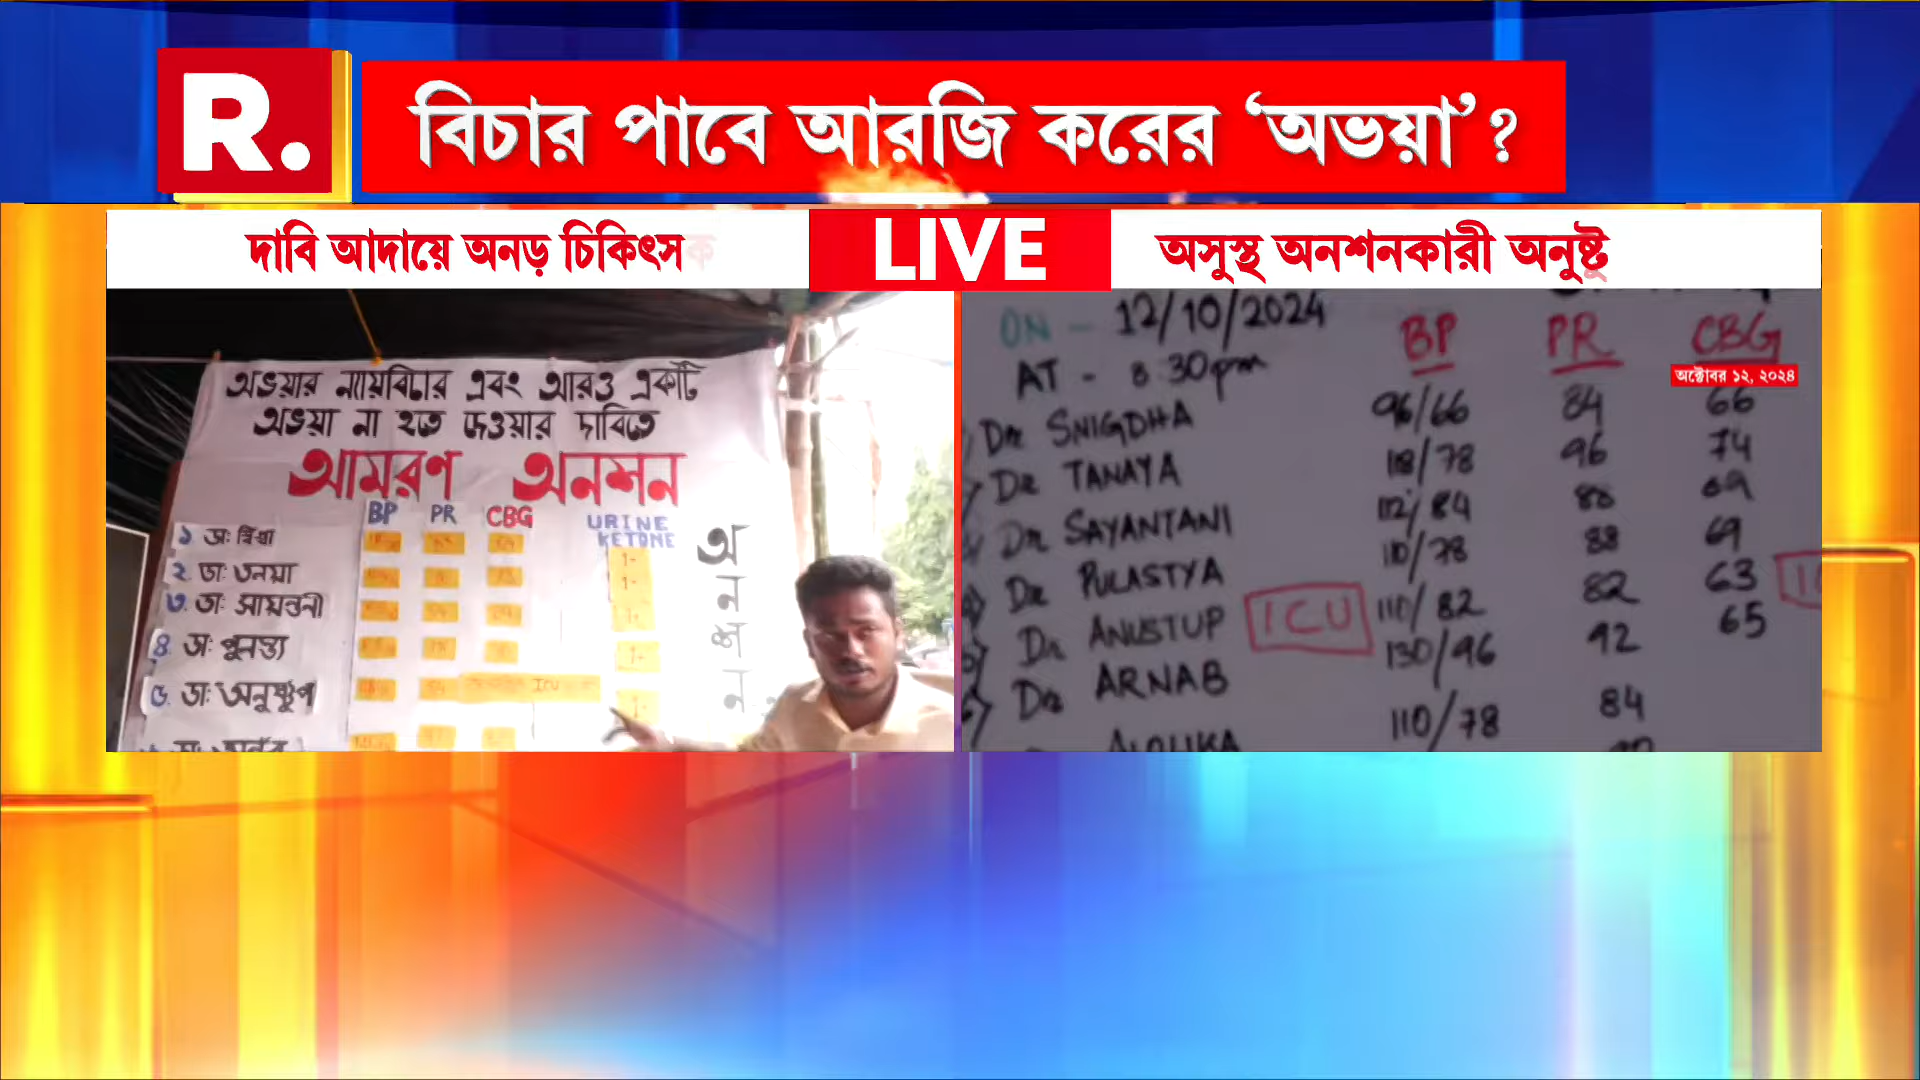 R.
বিচার পাবে আরজি করের ‘অভয়া’?
দাবি আদায়ে অনড় চিকিৎসক
LIVE
অসুস্থ অনশনকারী অনুষ্টু
অভয়ার ন্যায়বিচার এবং আরও একটি
অভয়া না হতে দেওয়ার দাবিতে
আমরণ অনশন
BP PR CBG URINE KETONE
১ ডাঃ স্নিগ্ধা
২. ডাঃ তনয়া
৩. ডাঃ সায়ন্তনী
৪. ডাঃ পুলস্ত্য
৫. ডাঃ অনুষ্টুপ ICU
অনশন
ON - 12/10/2024
AT - 8:30pm
BP PR CBG
অক্টোবর ১২, ২০২৪
Dr SNIGDHA 96/66 84 66
Dr TANAYA 118/78 96 74
Dr SAYANTANI 112/84 88 69
Dr PULASTYA 110/78 88 69
Dr ANUSTUP ICU 110/82 82 63
Dr ARNAB 130/96 92 65
110/78 84